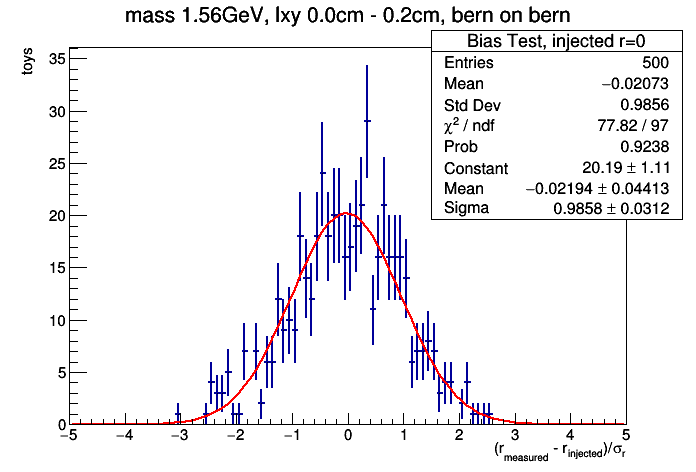 mass 1.56GeV, lxy 0.0cm - 0.2cm, bern on bern
Bias Test, injected r=0
Entries 500
Mean −0.02073
Std Dev 0.9856
χ² / ndf 77.82 / 97
Prob 0.9238
Constant 20.19 ± 1.11
Mean −0.02194 ± 0.04413
Sigma 0.9858 ± 0.0312
toys
35
30
25
20
15
10
5
0
−5 −4 −3 −2 −1 0 1 2 3 4 5
(r_measured - r_injected)/σ_r